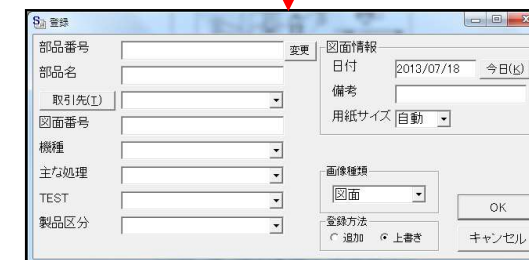 登録
部品番号 変更
部品名
取引先(I)
図面番号
機種
主な処理
TEST
製品区分
図面情報
日付 2013/07/18 今日(K)
備考
用紙サイズ 自動
画像種類
図面
登録方法
追加 上書き
OK
キャンセル